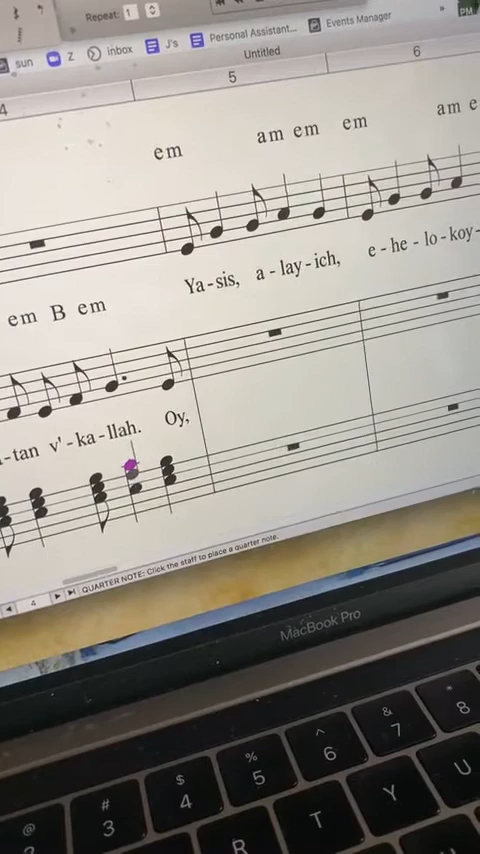 Repeat: 1
sun Z inbox J's Personal Assistant... Events Manager » PM
Untitled
4 5 6
em am em em am e
Ya-sis, a-lay-ich, e-he-lo-koy-
em B em
-tan v'-ka-llah. Oy,
4 QUARTER NOTE: Click the staff to place a quarter note.
MacBook Pro
@ # 3 $ 4 % 5 ^ 6 & 7 * 8
R T Y U